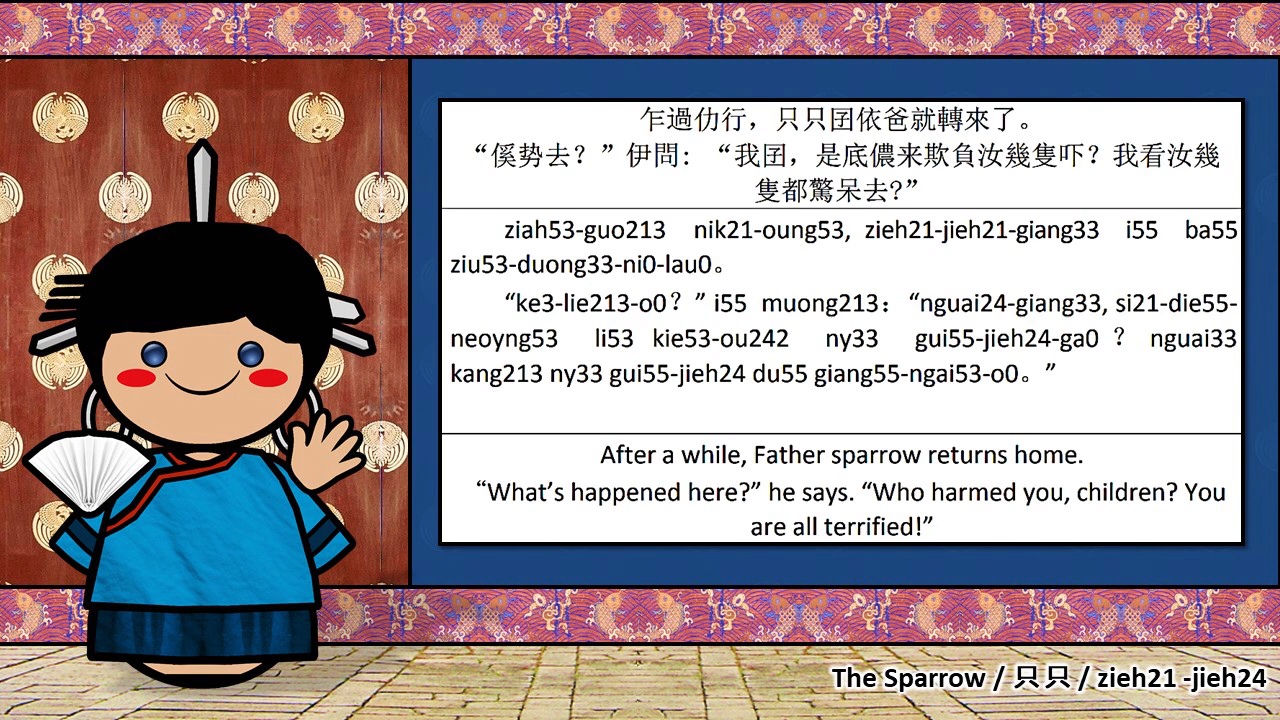 乍過仂行，只只囝依爸就轉來了。
“傒势去？”伊問：“我囝，是底儂来欺負汝幾隻吓？我看汝幾
隻都驚呆去?”
ziah53-guo213 nik21-oung53, zieh21-jieh21-giang33 i55 ba55
ziu53-duong33-ni0-lau0。
“ke3-lie213-o0？” i55 muong213：“nguai24-giang33, si21-die55-
neoyng53 li53 kie53-ou242 ny33 gui55-jieh24-ga0 ？ nguai33
kang213 ny33 gui55-jieh24 du55 giang55-ngai53-o0。”
After a while, Father sparrow returns home.
“What’s happened here?” he says. “Who harmed you, children? You
are all terrified!”
The Sparrow / 只只 / zieh21 -jieh24